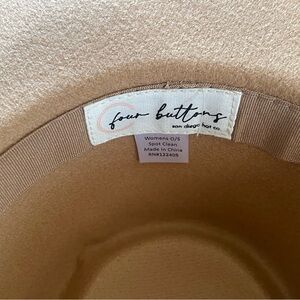 four buttons
san diego hat co.
Womens O/S
Spot Clean
Made in China
RN#132405